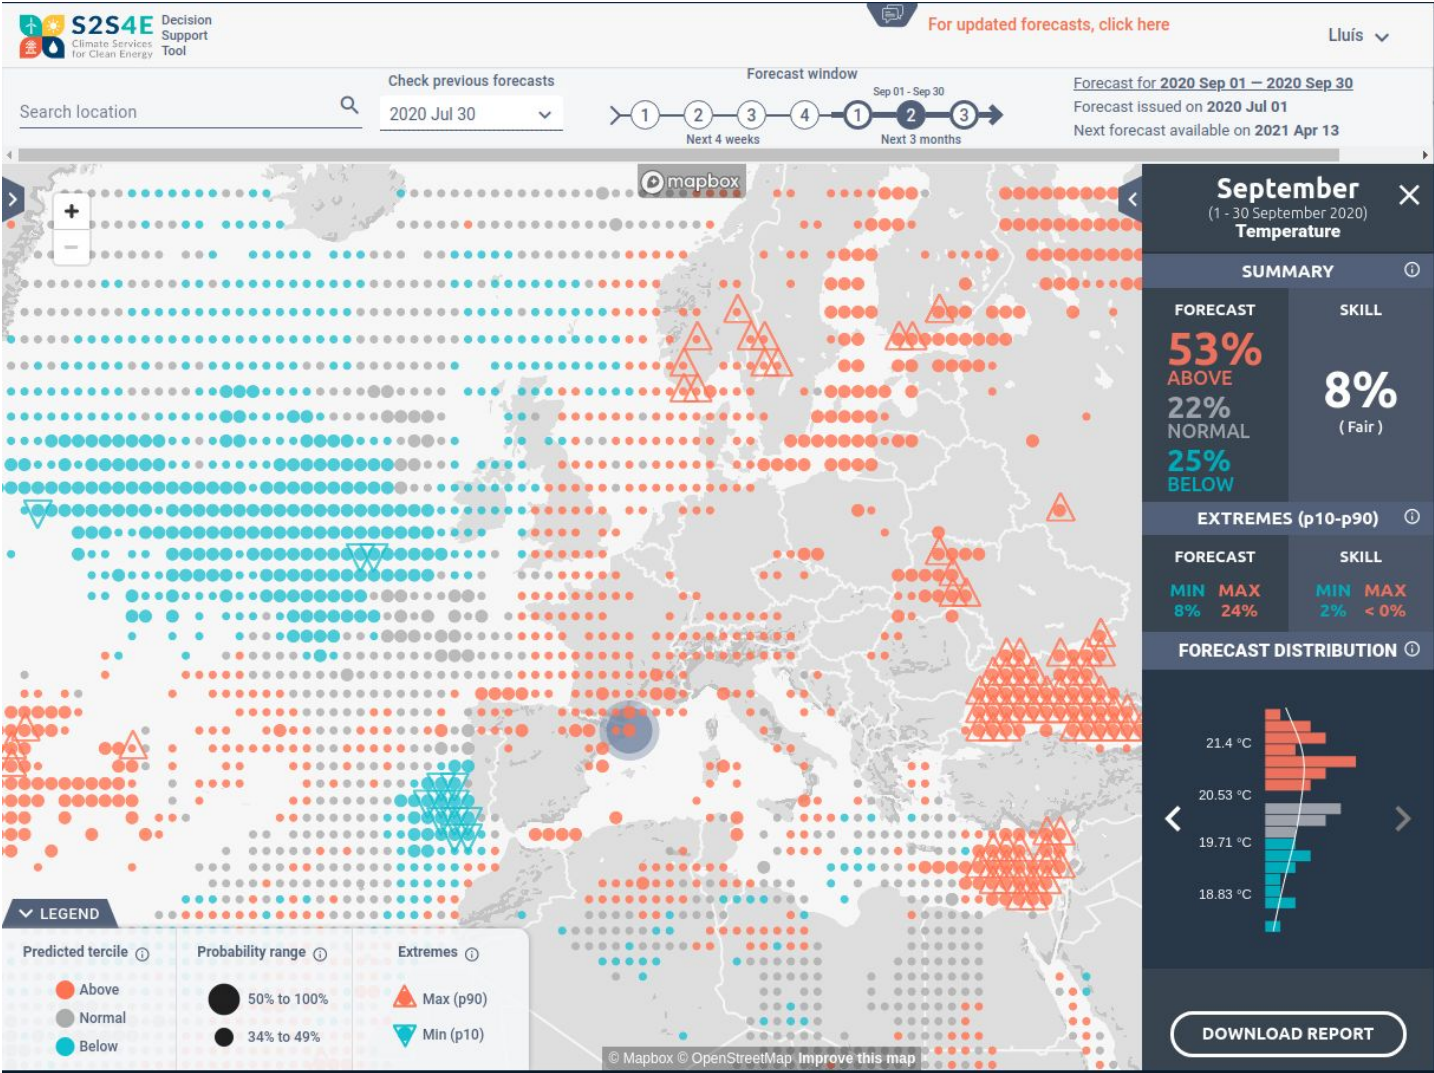 S2S4E
Climate Services
for Clean Energy
Decision
Support
Tool
For updated forecasts, click here
Lluís
Search location
Check previous forecasts
2020 Jul 30
Forecast window
Sep 01 - Sep 30
1
2
3
4
1
2
3
Next 4 weeks
Next 3 months
Forecast for 2020 Sep 01 — 2020 Sep 30
Forecast issued on 2020 Jul 01
Next forecast available on 2021 Apr 13
+
−
mapbox
September
(1 - 30 September 2020)
Temperature
SUMMARY
FORECAST
53%
ABOVE
22%
NORMAL
25%
BELOW
SKILL
8%
( Fair )
EXTREMES (p10-p90)
FORECAST
MIN MAX
8% 24%
SKILL
MIN MAX
2% < 0%
FORECAST DISTRIBUTION
21.4 °C
20.53 °C
19.71 °C
18.83 °C
DOWNLOAD REPORT
LEGEND
Predicted tercile
Above
Normal
Below
Probability range
50% to 100%
34% to 49%
Extremes
Max (p90)
Min (p10)
© Mapbox © OpenStreetMap Improve this map